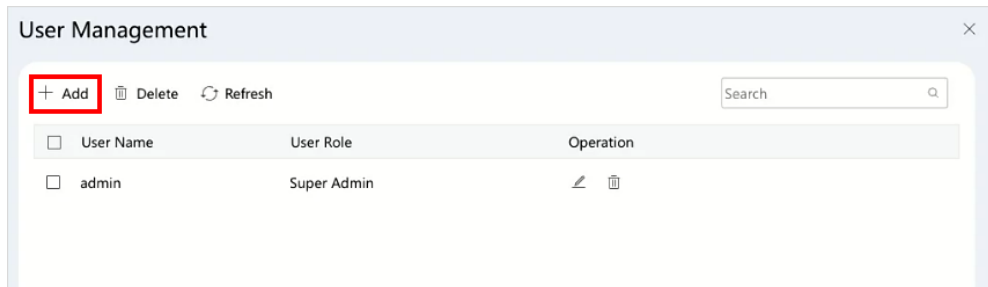 User Management
Add Delete Refresh Search
User Name User Role Operation
admin Super Admin